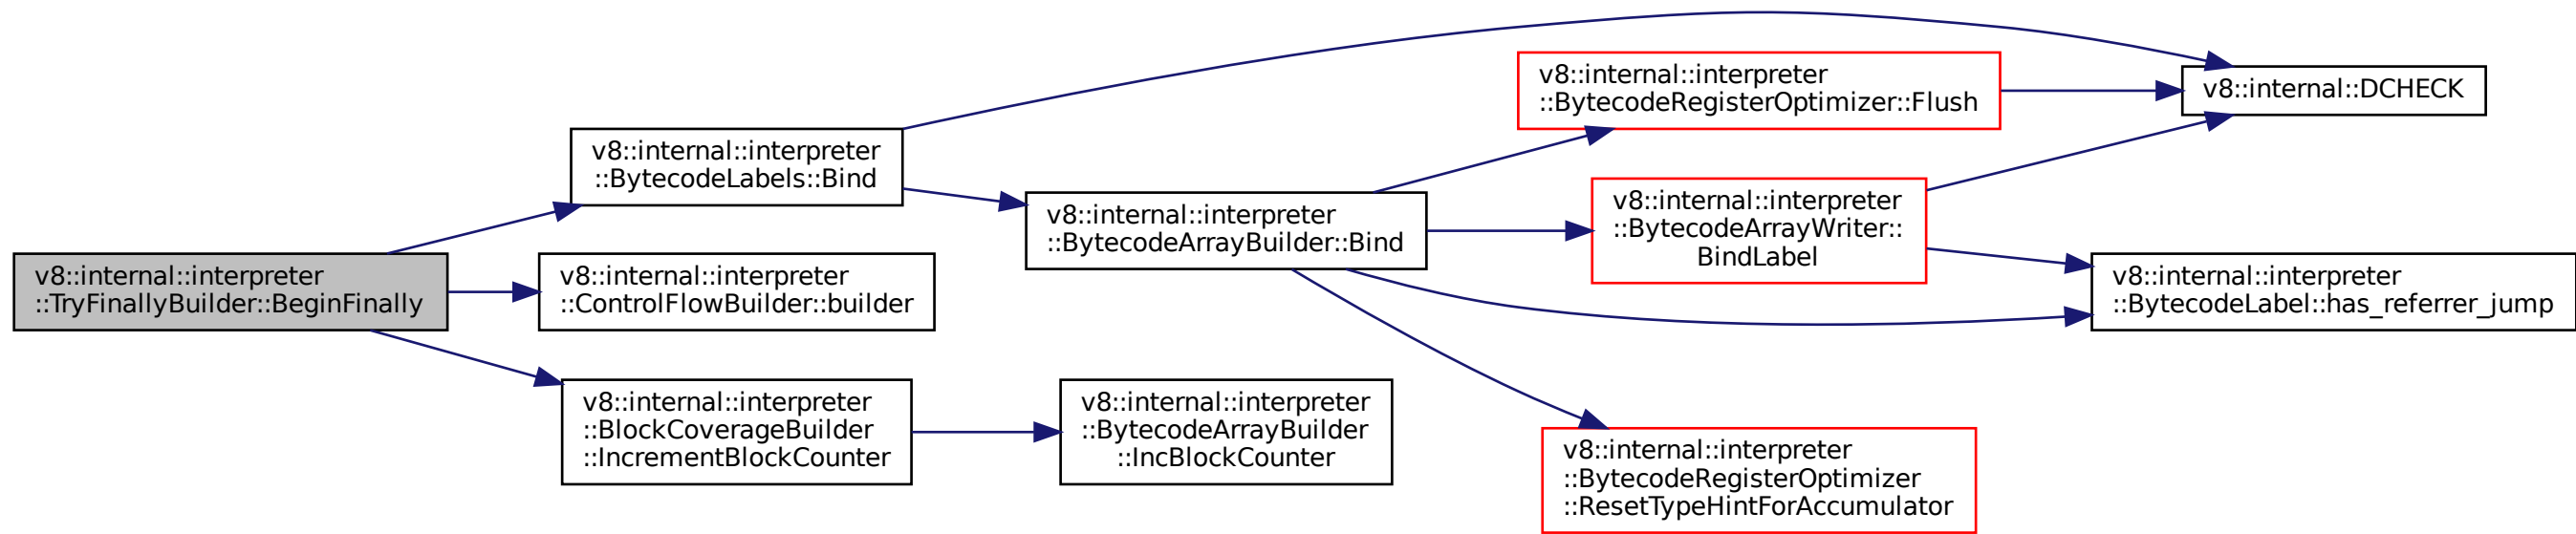 v8::internal::interpreter
::TryFinallyBuilder::BeginFinally
v8::internal::interpreter
::BytecodeLabels::Bind
v8::internal::interpreter
::ControlFlowBuilder::builder
v8::internal::interpreter
::BlockCoverageBuilder
::IncrementBlockCounter
v8::internal::interpreter
::BytecodeArrayBuilder::Bind
v8::internal::interpreter
::BytecodeArrayBuilder
::IncBlockCounter
v8::internal::interpreter
::BytecodeRegisterOptimizer::Flush
v8::internal::interpreter
::BytecodeArrayWriter::
BindLabel
v8::internal::interpreter
::BytecodeRegisterOptimizer
::ResetTypeHintForAccumulator
v8::internal::DCHECK
v8::internal::interpreter
::BytecodeLabel::has_referrer_jump